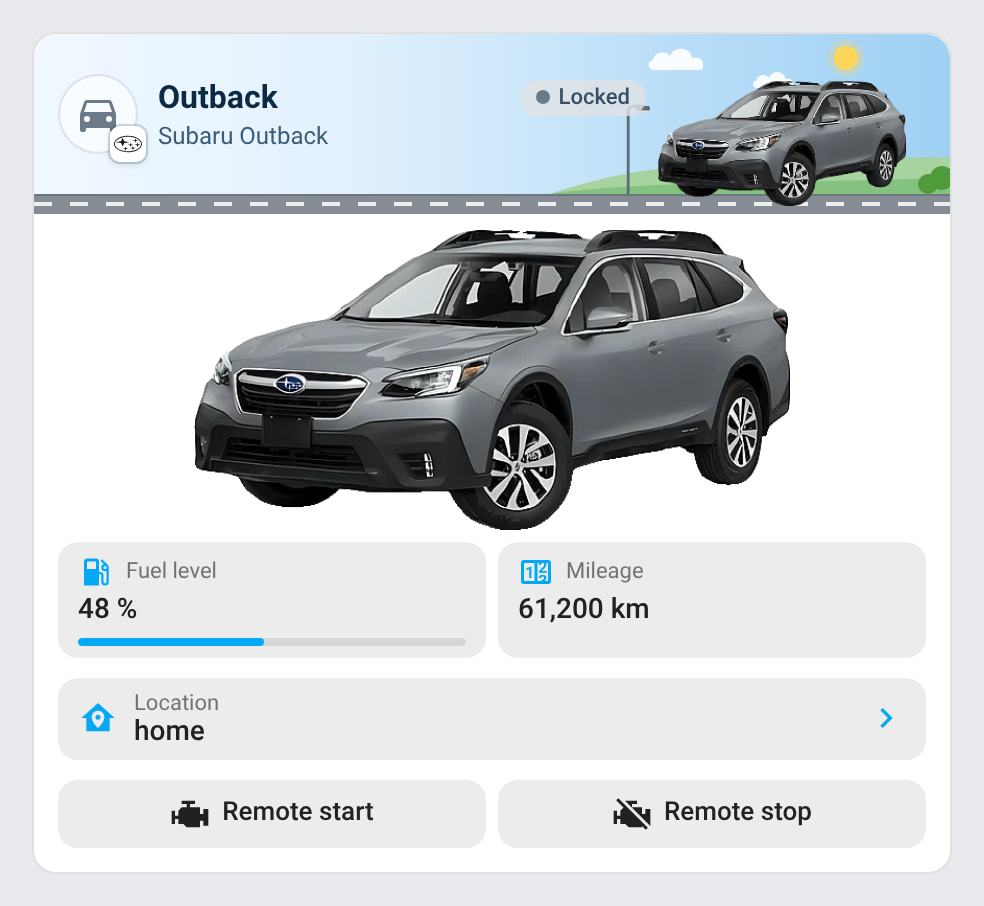 Outback
Subaru Outback
Locked
Fuel level
48 %
Mileage
61,200 km
Location
home
Remote start
Remote stop